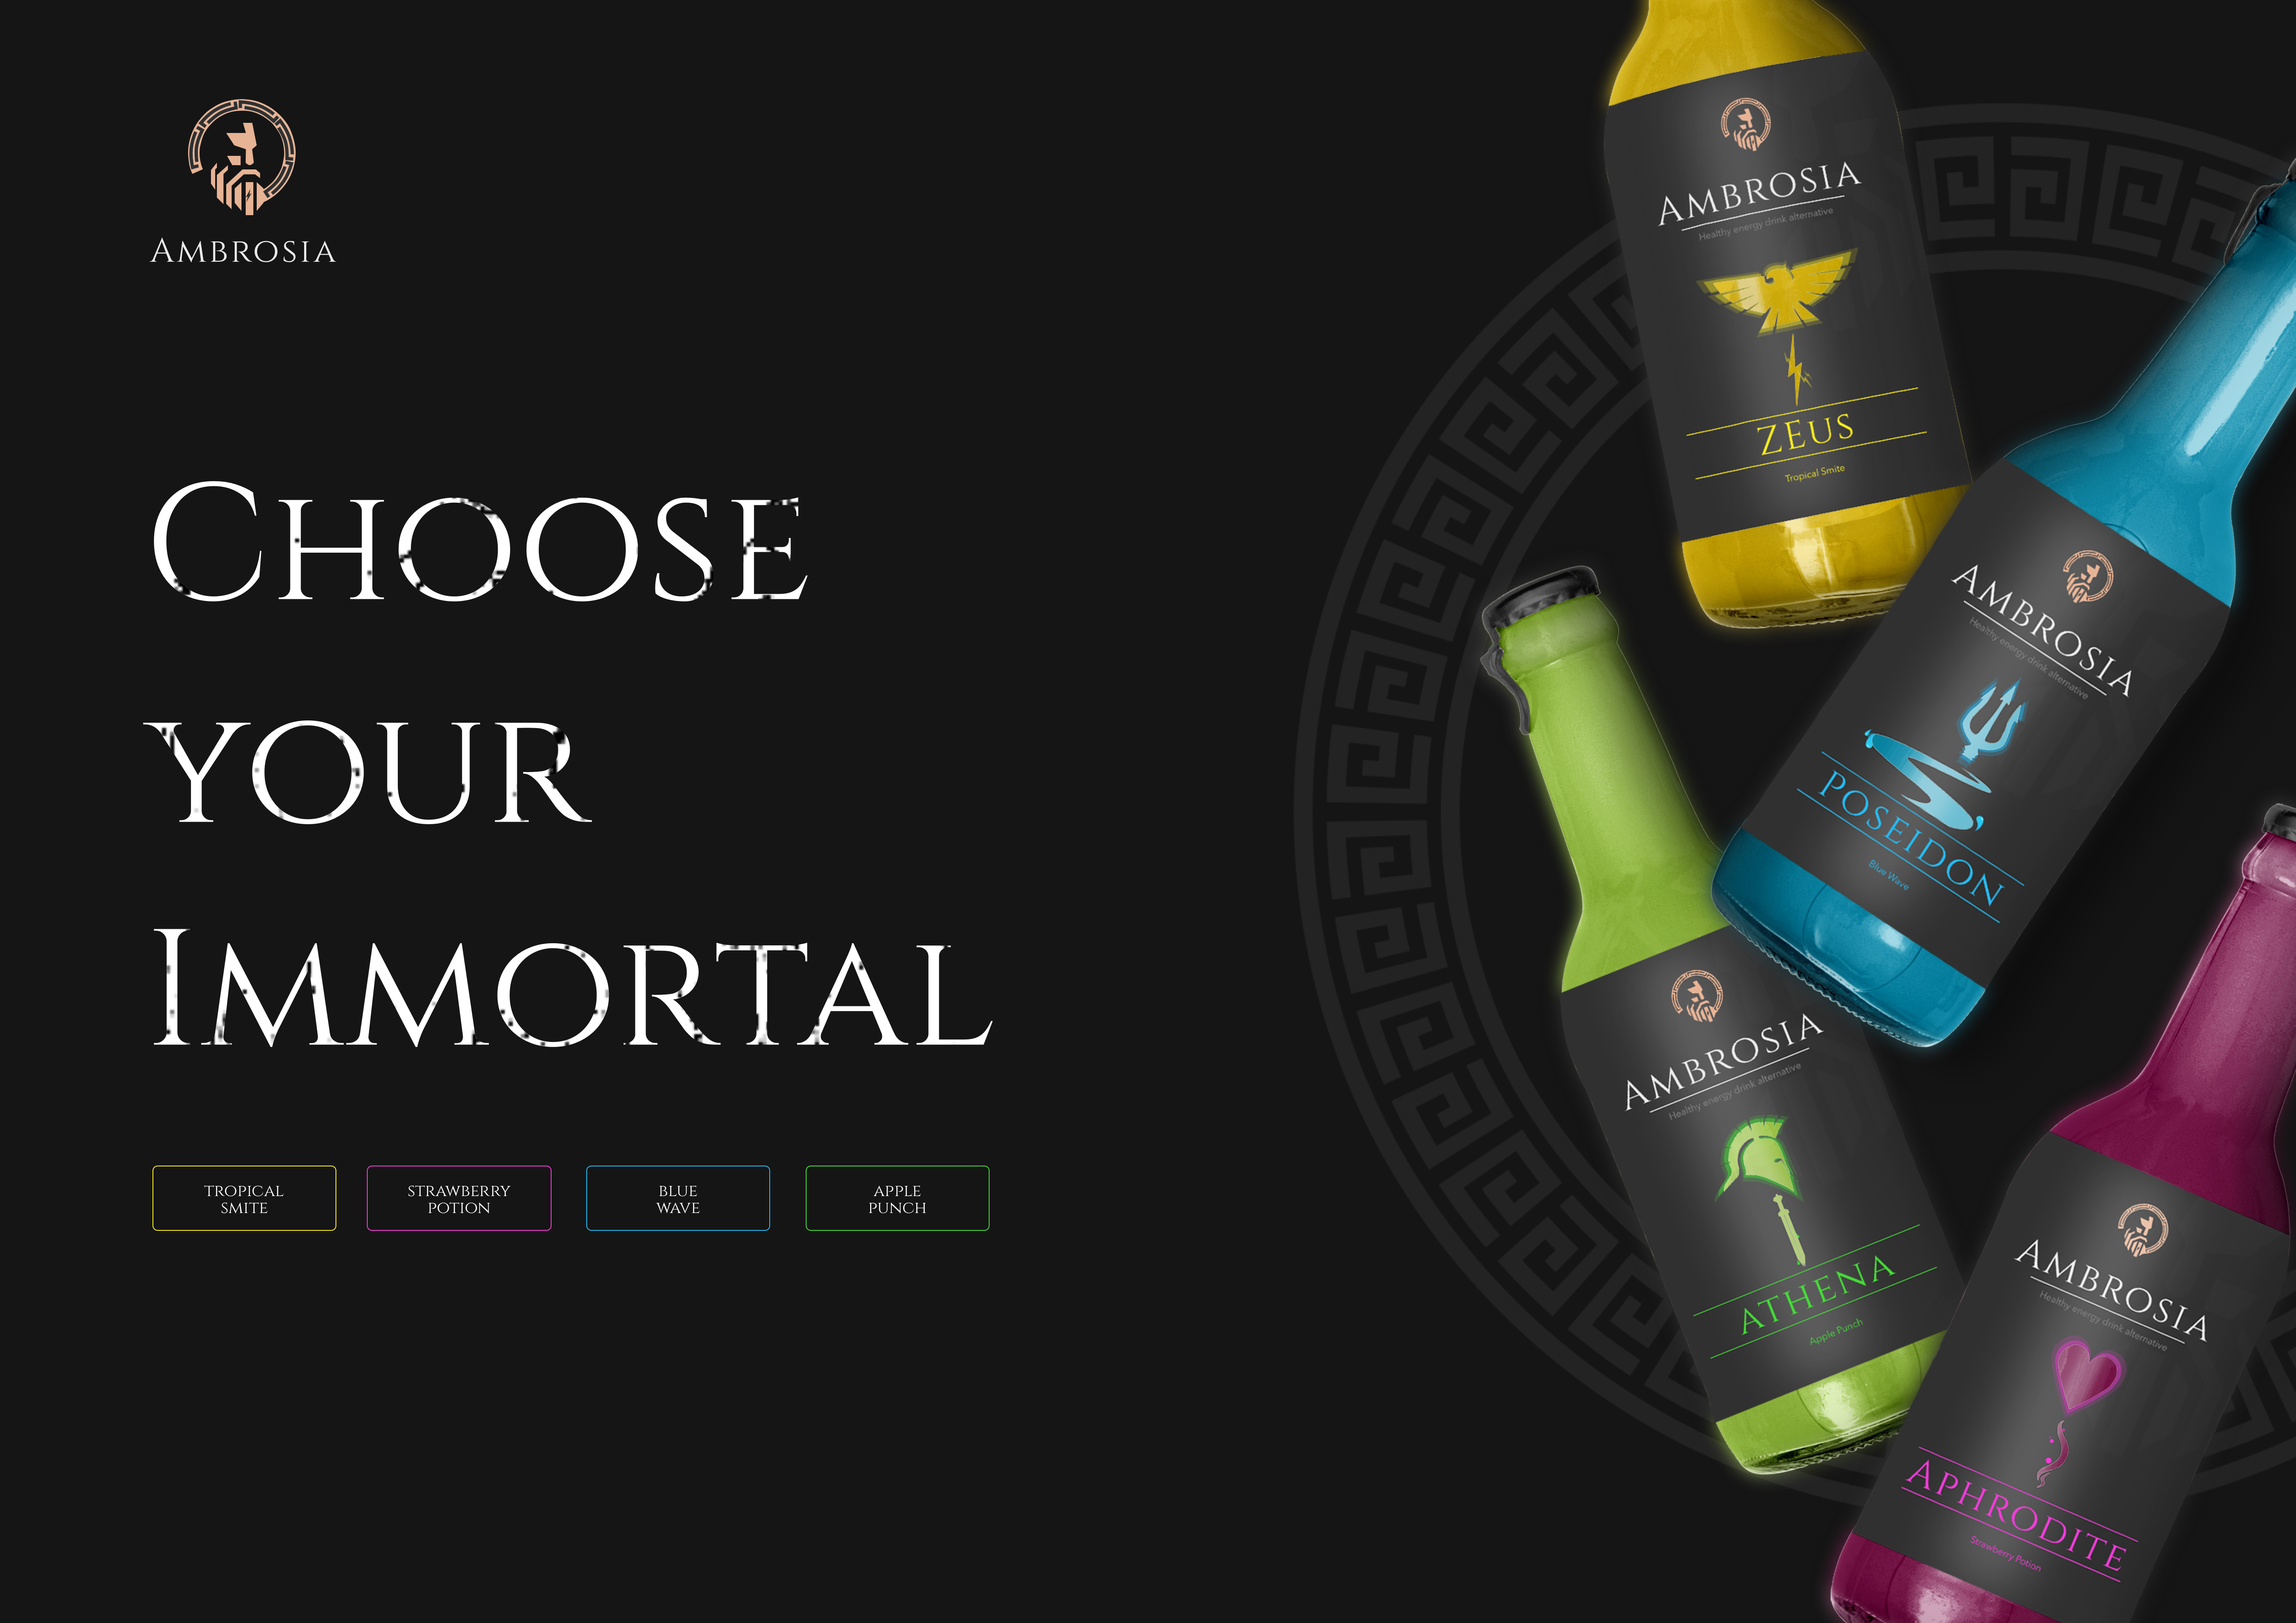 AMBROSIA
CHOOSE
YOUR
IMMORTAL
TROPICAL
SMITE
STRAWBERRY
POTION
BLUE
WAVE
APPLE
PUNCH
AMBROSIA
Healthy energy drink alternative
ZEUS
Tropical Smite
AMBROSIA
Healthy energy drink alternative
POSEIDON
Blue Wave
AMBROSIA
Healthy energy drink alternative
ATHENA
Apple Punch
AMBROSIA
Healthy energy drink alternative
APHRODITE
Strawberry Potion